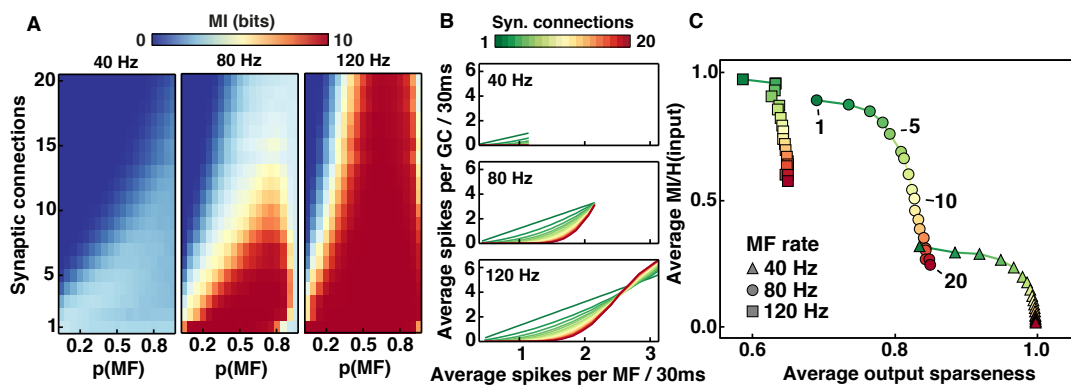 A
MI (bits)
0
10
40 Hz
80 Hz
120 Hz
Synaptic connections
20
15
10
5
1
0.2 0.5 0.8
0.2 0.5 0.8
0.2 0.5 0.8
p(MF)
p(MF)
p(MF)
B
Syn. connections
1
20
Average spikes per GC / 30ms
6
4
2
0
40 Hz
6
4
2
0
80 Hz
6
4
2
0
120 Hz
1 2 3
Average spikes per MF / 30ms
C
Average MI/H(input)
1.0
0.5
0.0
1
5
10
20
MF rate
40 Hz
80 Hz
120 Hz
0.6 0.8 1.0
Average output sparseness